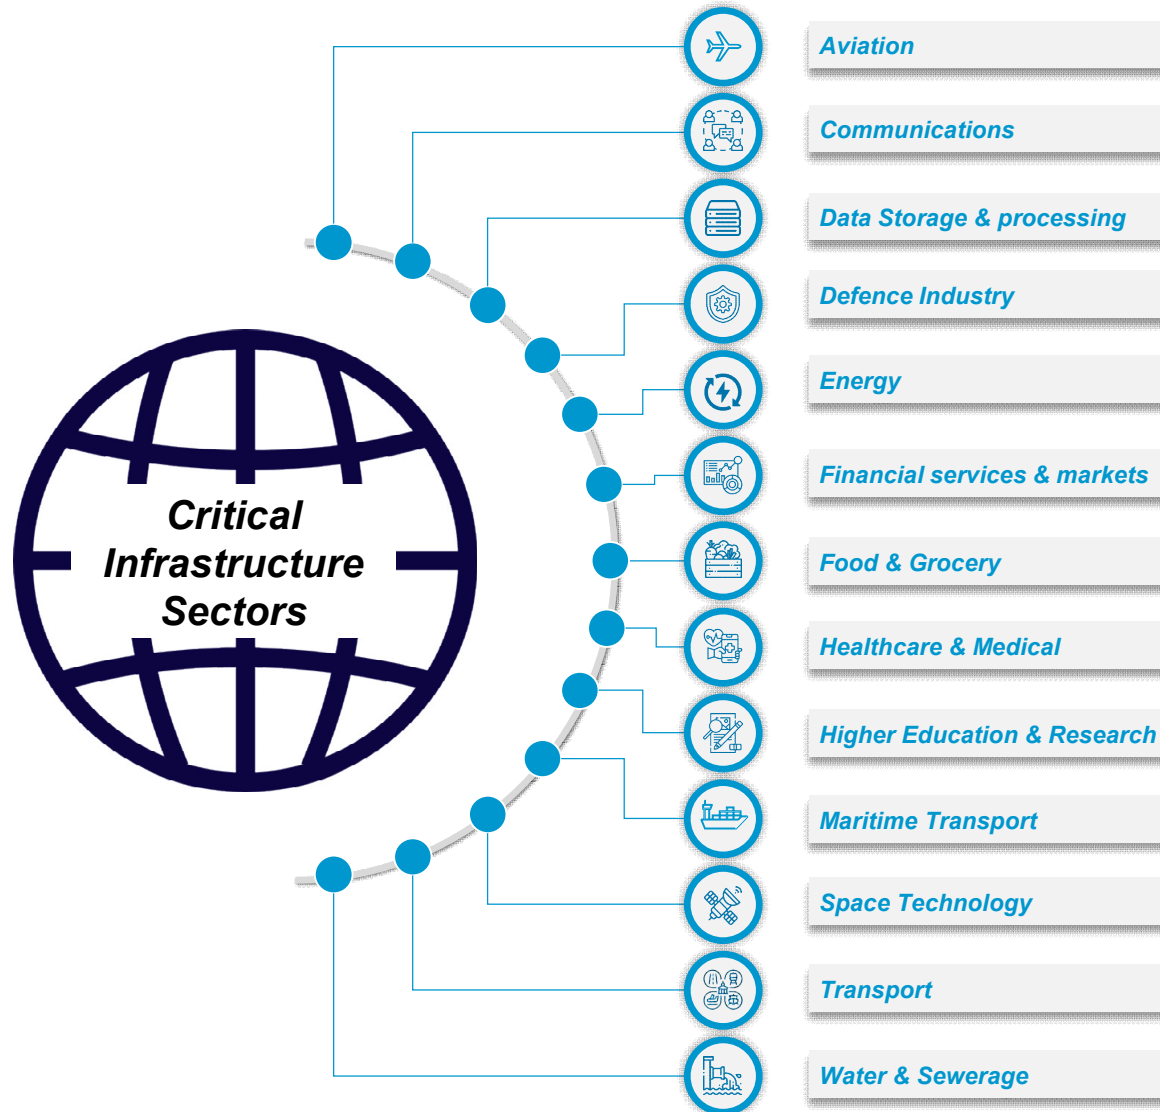 Critical
Infrastructure
Sectors
Aviation
Communications
Data Storage & processing
Defence Industry
Energy
Financial services & markets
Food & Grocery
Healthcare & Medical
Higher Education & Research
Maritime Transport
Space Technology
Transport
Water & Sewerage